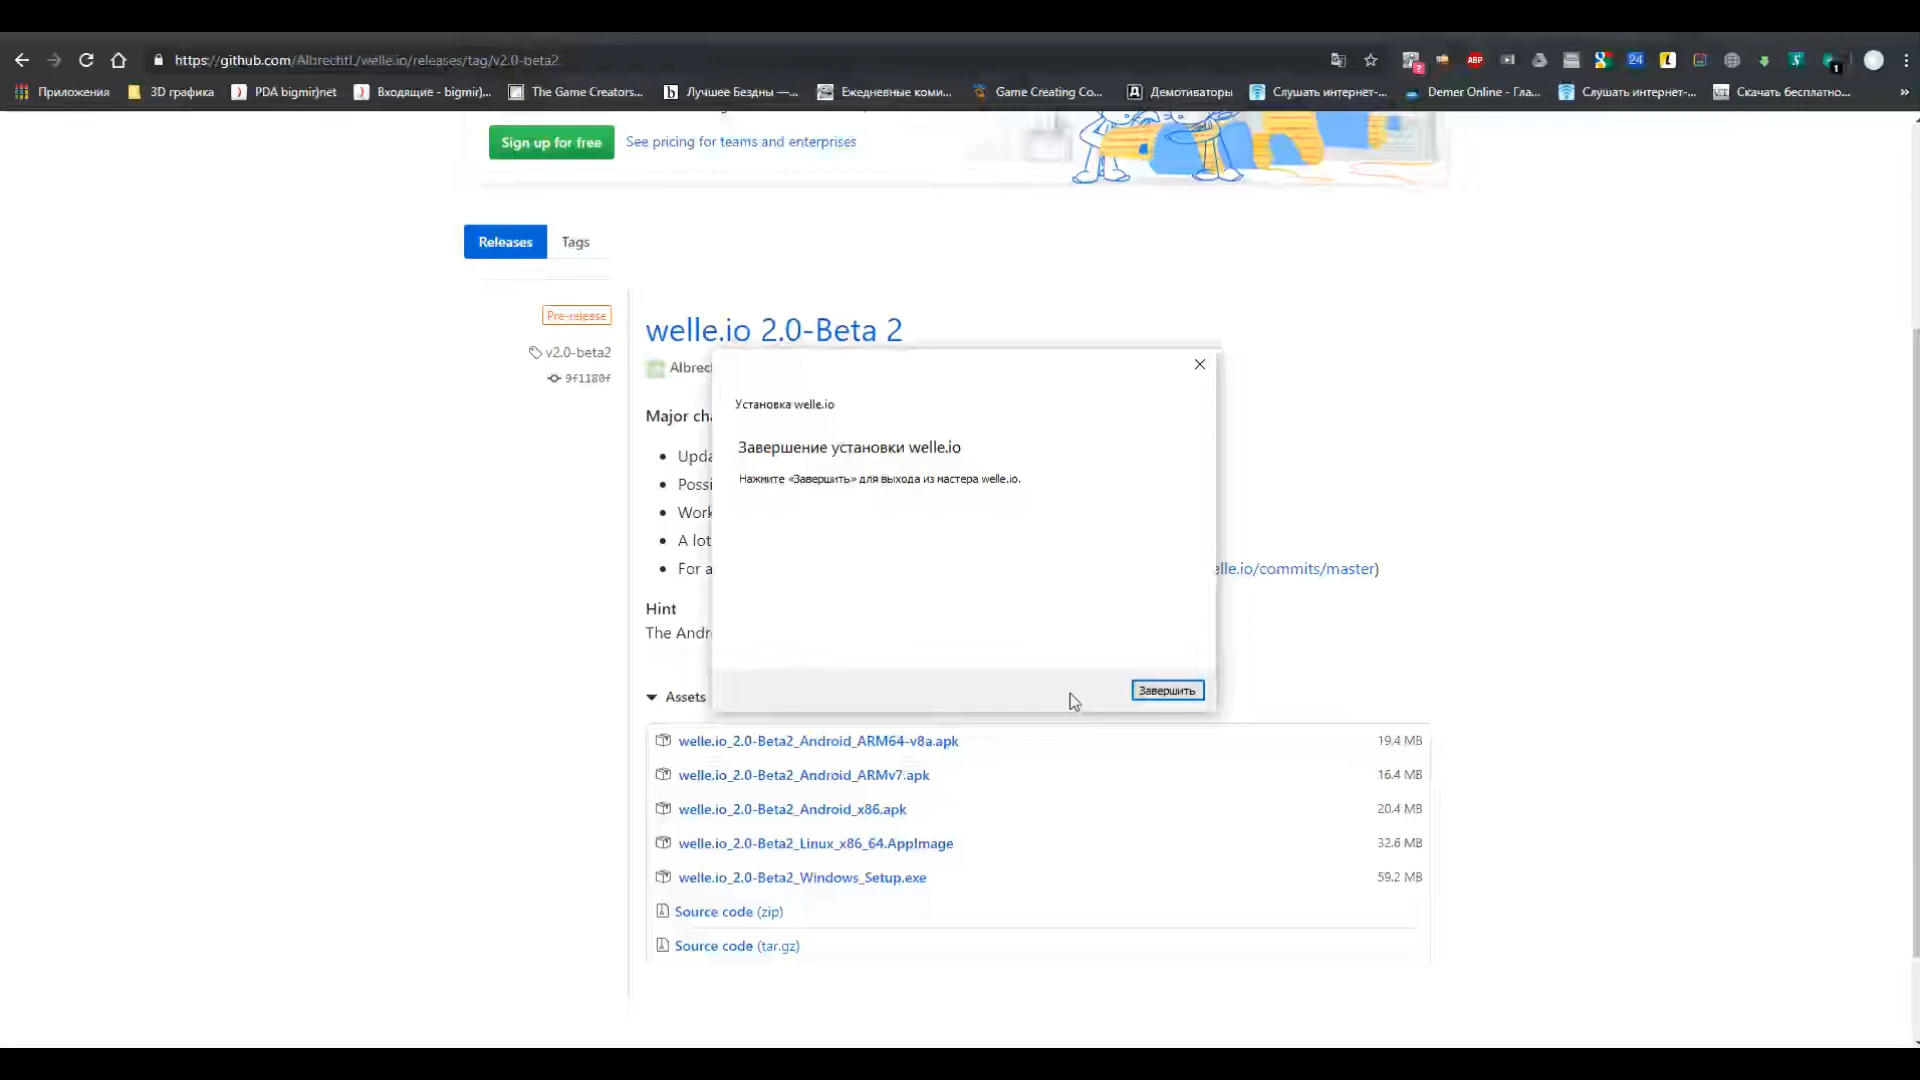 https://github.com/AlbrechtL/welle.io/releases/tag/v2.0-beta2
ABP
24
Приложения
3D графика
PDA bigmir)net
Входящие - bigmir)...
The Game Creators...
Лучшее Бездны —...
Ежедневные коми...
Game Creating Co...
Демотиваторы
Слушать интернет-...
Demer Online - Гла...
Слушать интернет-...
Скачать бесплатно...
»
Sign up for free
See pricing for teams and enterprises
Releases
Tags
Pre-release
v2.0-beta2
9f1180f
welle.io 2.0-Beta 2
Albrec
Major cha
Upda
Possi
Work
A lot
For a
elle.io/commits/master)
Hint
The Andr
Установка welle.io
Завершение установки welle.io
Нажмите «Завершить» для выхода из мастера welle.io.
Завершить
Assets
welle.io_2.0-Beta2_Android_ARM64-v8a.apk 19.4 MB
welle.io_2.0-Beta2_Android_ARMv7.apk 16.4 MB
welle.io_2.0-Beta2_Android_x86.apk 20.4 MB
welle.io_2.0-Beta2_Linux_x86_64.AppImage 32.6 MB
welle.io_2.0-Beta2_Windows_Setup.exe 59.2 MB
Source code (zip)
Source code (tar.gz)